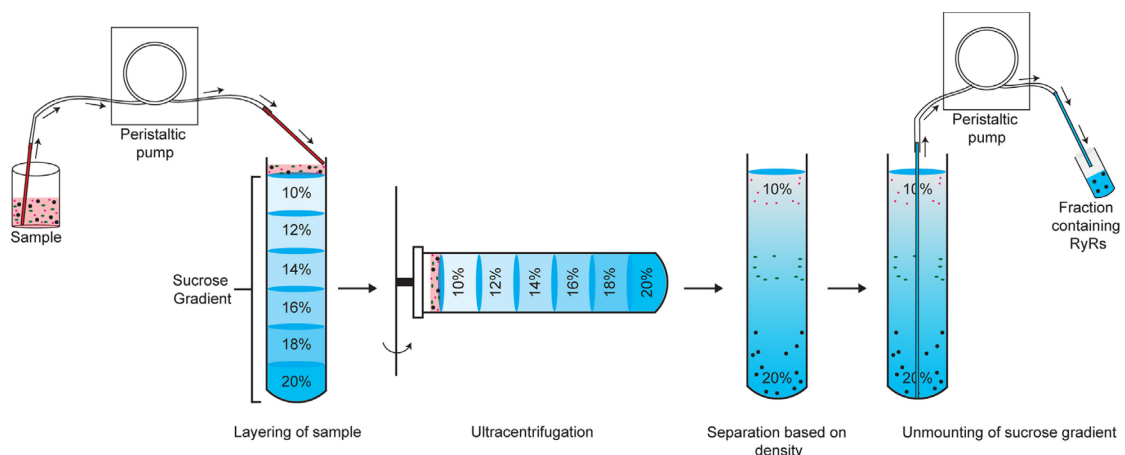 Peristaltic
pump
Sample
Sucrose
Gradient
10%
12%
14%
16%
18%
20%
Layering of sample
10%
12%
14%
16%
18%
20%
Ultracentrifugation
10%
20%
Separation based on
density
Peristaltic
pump
10%
20%
Fraction
containing
RyRs
Unmounting of sucrose gradient